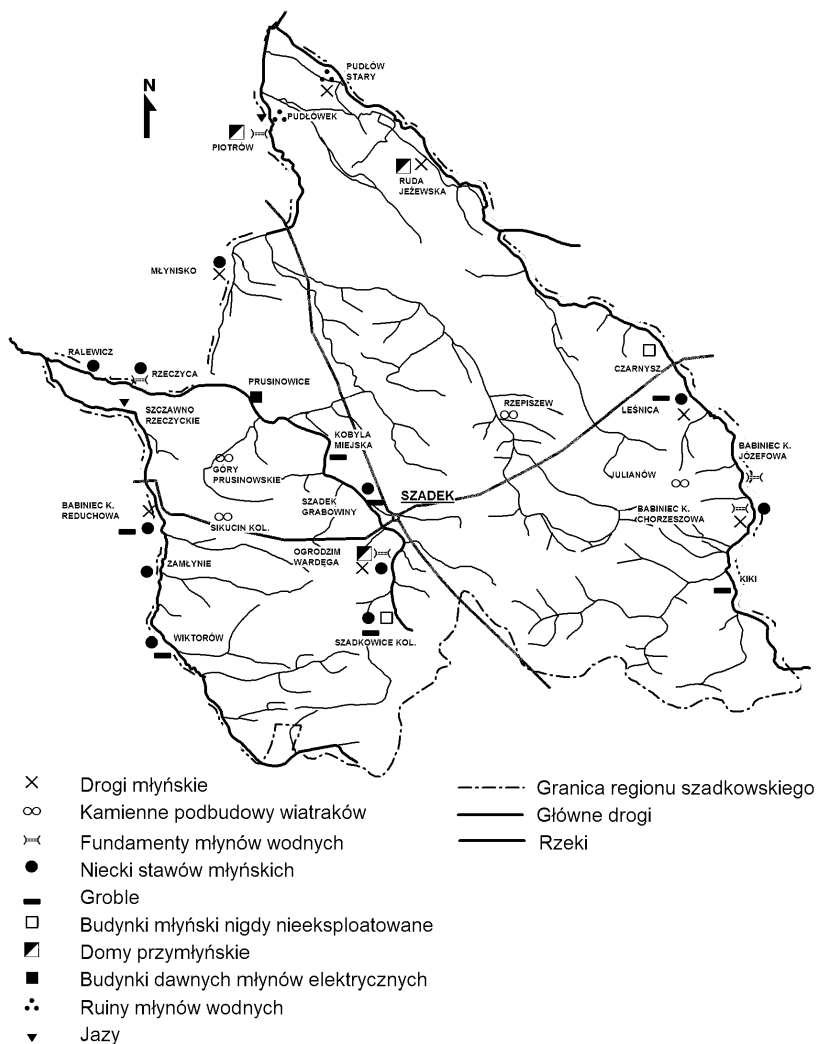 PUDŁÓW
STARY
N
PUDŁÓWEK
PIOTRÓW
RUDA
JEŻEWSKA
MŁYNISKO
RALEWICZ
RZECZYCA
PRUSINOWICE
CZARNYSZ
SZCZAWNO
RZECZYCKIE
RZEPISZEW
LEŚNICA
KOBYLA
MIEJSKA
BABINIEC K.
JÓZEFOWA
GÓRY
PRUSINOWSKIE
JULIANÓW
SZADEK
GRABOWINY
SZADEK
BABINIEC K.
REDUCHOWA
SIKUCIN KOL.
BABINIEC K.
ICHORZESZOWA
OGRODZIM
WARDĘGA
ZAMŁYNIE
KIKI
WIKTORÓW
SZADKOWICE KOL.
Drogi młyńskie
Kamienne podbudowy wiatraków
Fundamenty młynów wodnych
Niecki stawów młyńskich
Groble
Budynki młyński nigdy nieeksploatowane
Domy przymłyńskie
Budynki dawnych młynów elektrycznych
Ruiny młynów wodnych
Jazy
Granica regionu szadkowskiego
Główne drogi
Rzeki